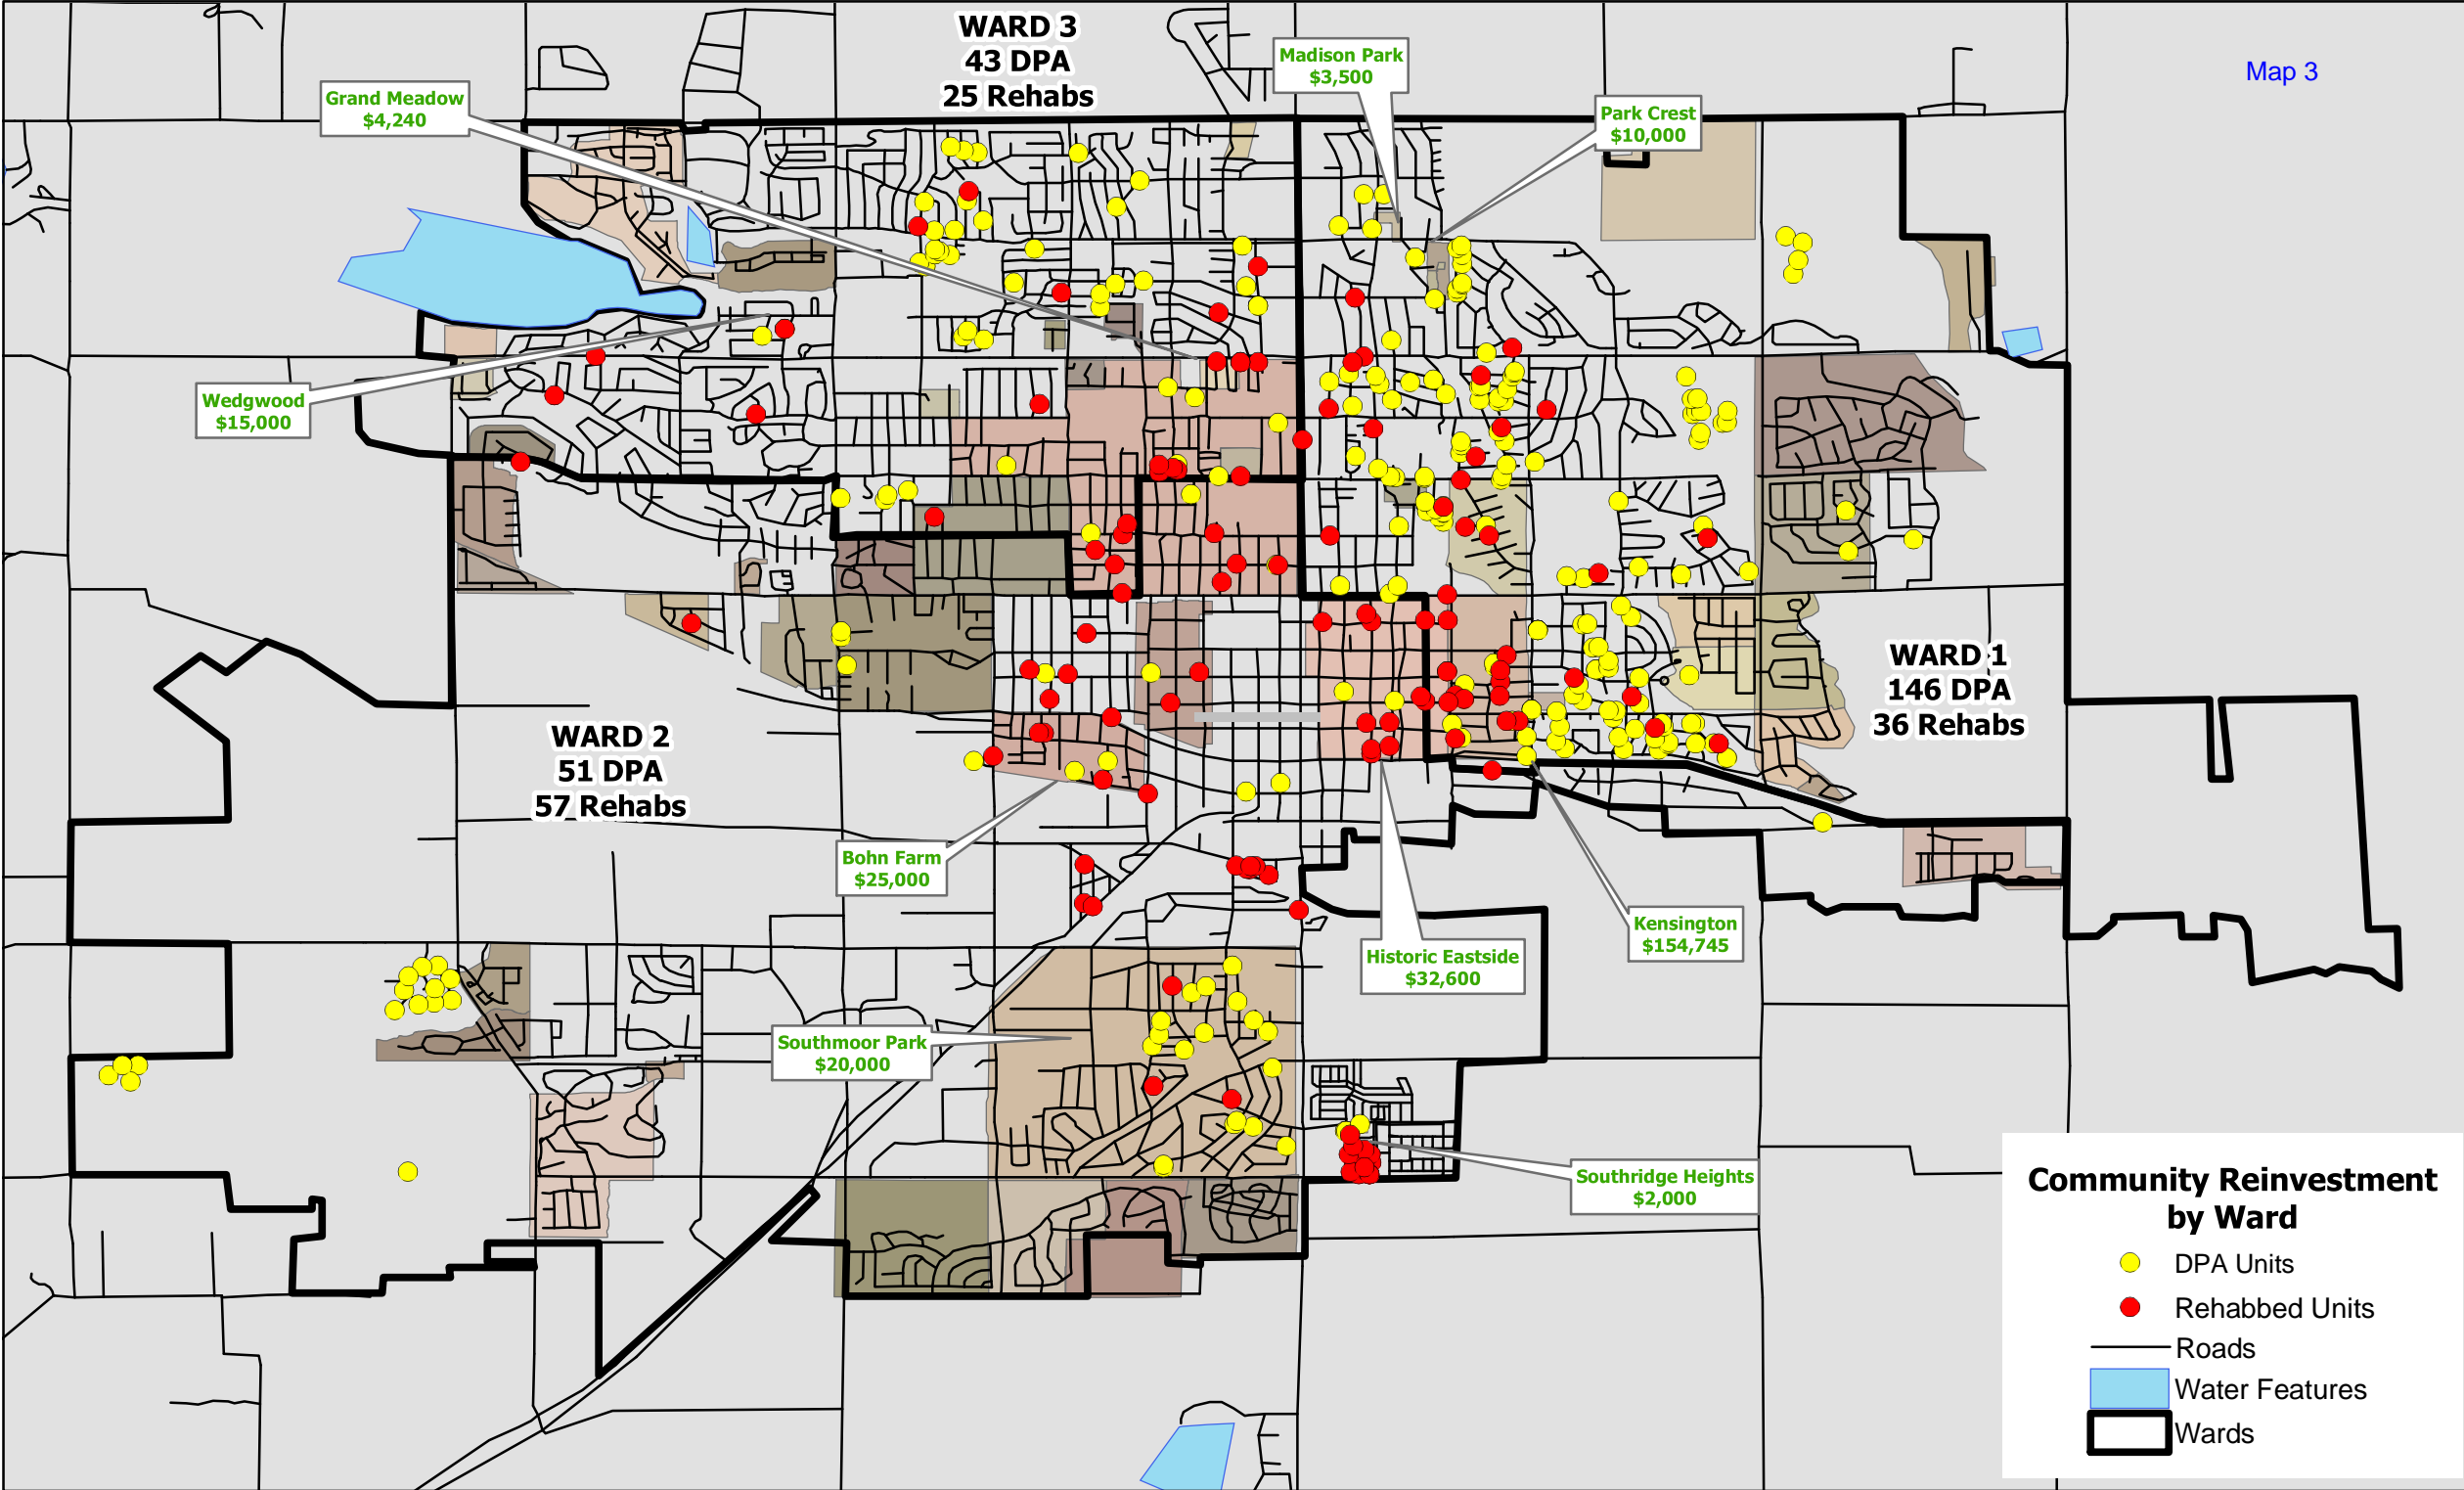 WARD 3
43 DPA
25 Rehabs
Madison Park
$3,500
Map 3
Grand Meadow
$4,240
Park Crest
$10,000
Wedgwood
$15,000
WARD 1
146 DPA
36 Rehabs
WARD 2
51 DPA
57 Rehabs
Bohn Farm
$25,000
Kensington
$154,745
Historic Eastside
$32,600
Southmoor Park
$20,000
Southridge Heights
$2,000
Community Reinvestment
by Ward
DPA Units
Rehabbed Units
Roads
Water Features
Wards